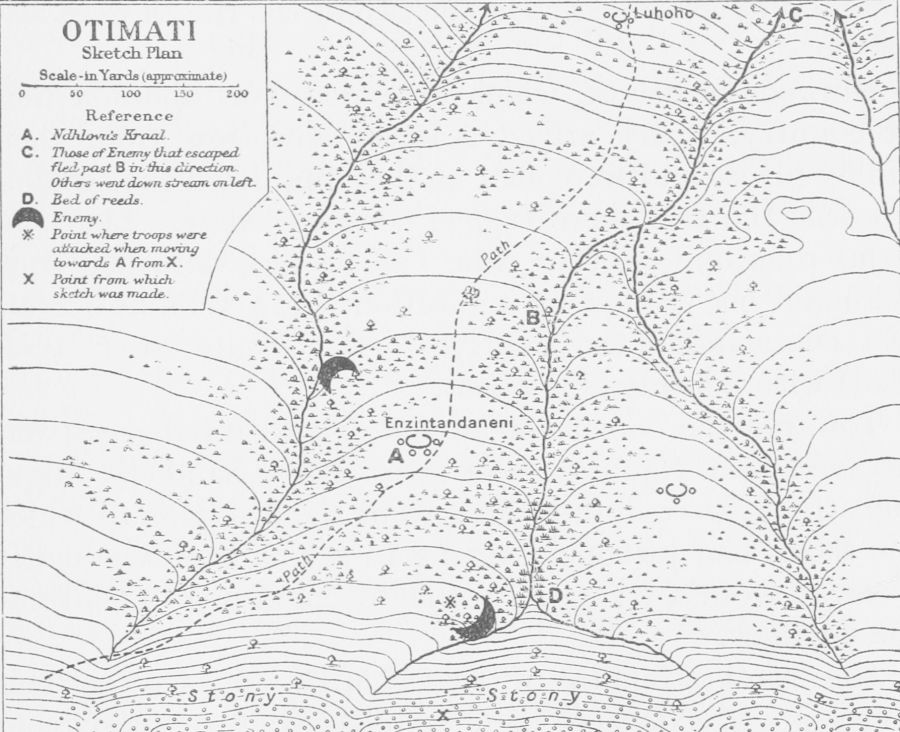 OTIMATI
Sketch Plan
Scale-in Yards (approximate)
0 50 100 150 200
Reference
A. Ndhlovu's Kraal.
C. Those of Enemy that escaped
fled past B in this direction.
Others went down stream on left.
D. Bed of reeds.
Enemy.
* Point where troops were
attacked when moving
towards A from X.
X Point from which
sketch was made.
Luhoho
C
Path
B
Enzintandaneni
A
Path
D
Stony
Stony
X